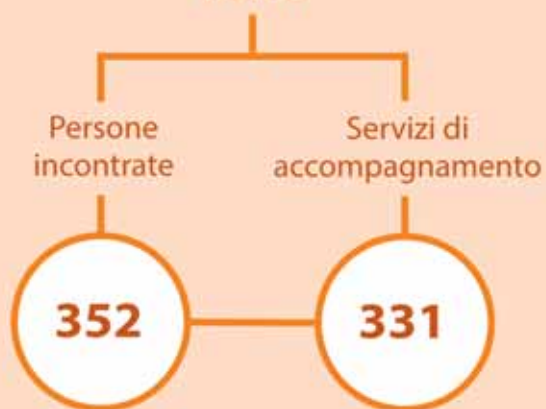 Persone
incontrate
Servizi di
accompagnamento
352
331